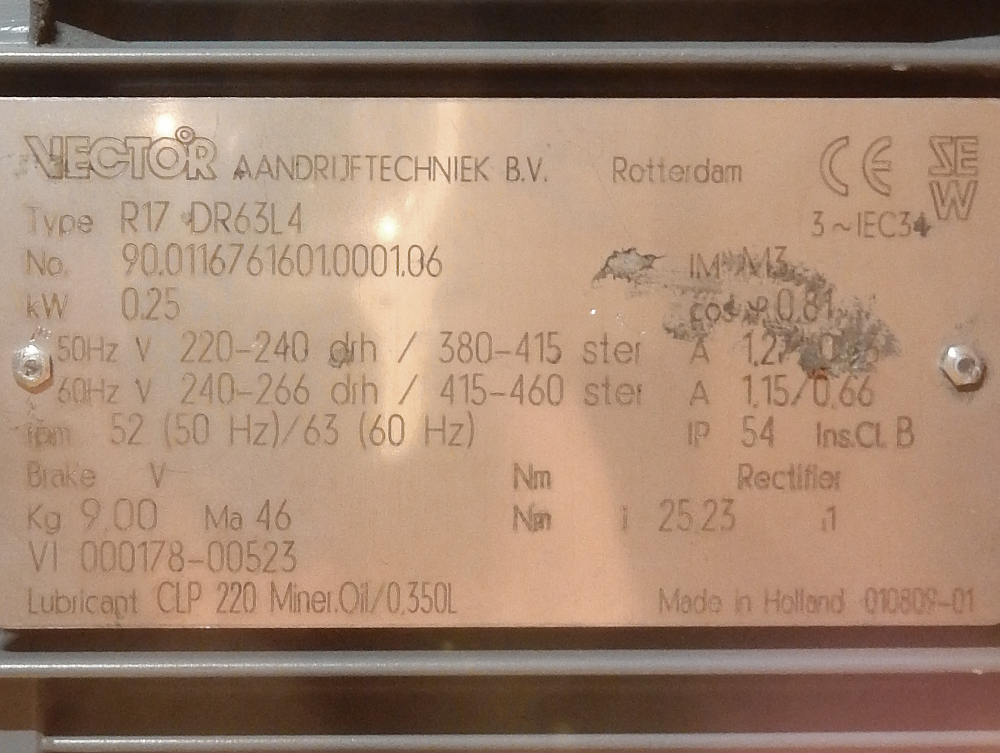 VECTOR AANDRIJFTECHNIEK B.V. Rotterdam CE SEW
Type R17 DR63L4 3~IEC34
No. 90.0116761601.0001.06 IM M3
kW 0.25 cos φ 0.81
50Hz V 220-240 drh / 380-415 ster A
60Hz V 240-266 drh / 415-460 ster A 1.15/0.66
rpm 52 (50 Hz)/63 (60 Hz) IP 54 Ins.Cl. B
Brake V Nm Rectifier
Kg 9.00 Ma 46 Nm i 25.23 :1
VI 000178-00523
Lubricant CLP 220 Miner.Oil/0.350L Made in Holland 010809-01